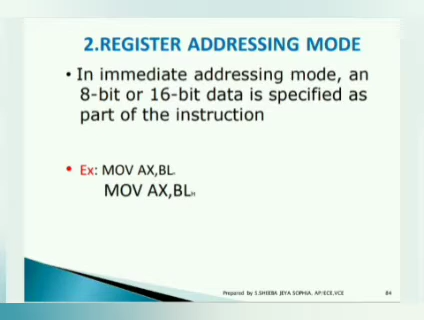 2.REGISTER ADDRESSING MODE
• In immediate addressing mode, an
8-bit or 16-bit data is specified as
part of the instruction
• Ex: MOV AX,BL
MOV AX,BLH
Prepared by S.SHEEBA JEYA SOPHIA, AP/ECE,VCE 84